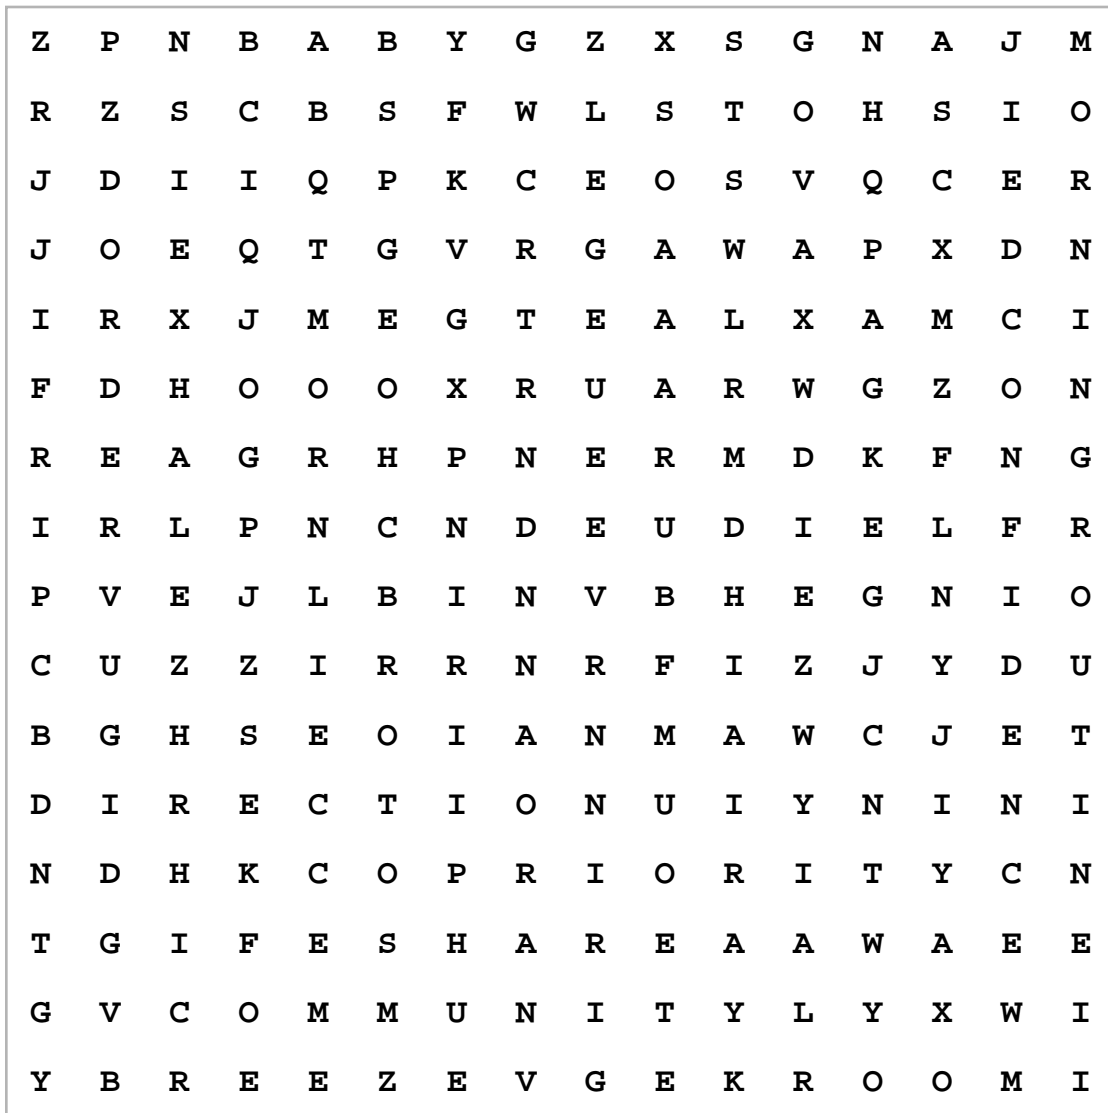 Z P N B A B Y G Z X S G N A J M
R Z S C B S F W L S T O H S I O
J D I I Q P K C E O S V Q C E R
J O E Q T G V R G A W A P X D N
I R X J M E G T E A L X A M C I
F D H O O O X R U A R W G Z O N
R E A G R H P N E R M D K F N G
I R L P N C N D E U D I E L F R
P V E J L B I N V B H E G N I O
C U Z Z I R R N R F I Z J Y D U
B G H S E O I A N M A W C J E T
D I R E C T I O N U I Y N I N I
N D H K C O P R I O R I T Y C N
T G I F E S H A R E A A W A E E
G V C O M M U N I T Y L Y X W I
Y B R E E Z E V G E K R O O M I